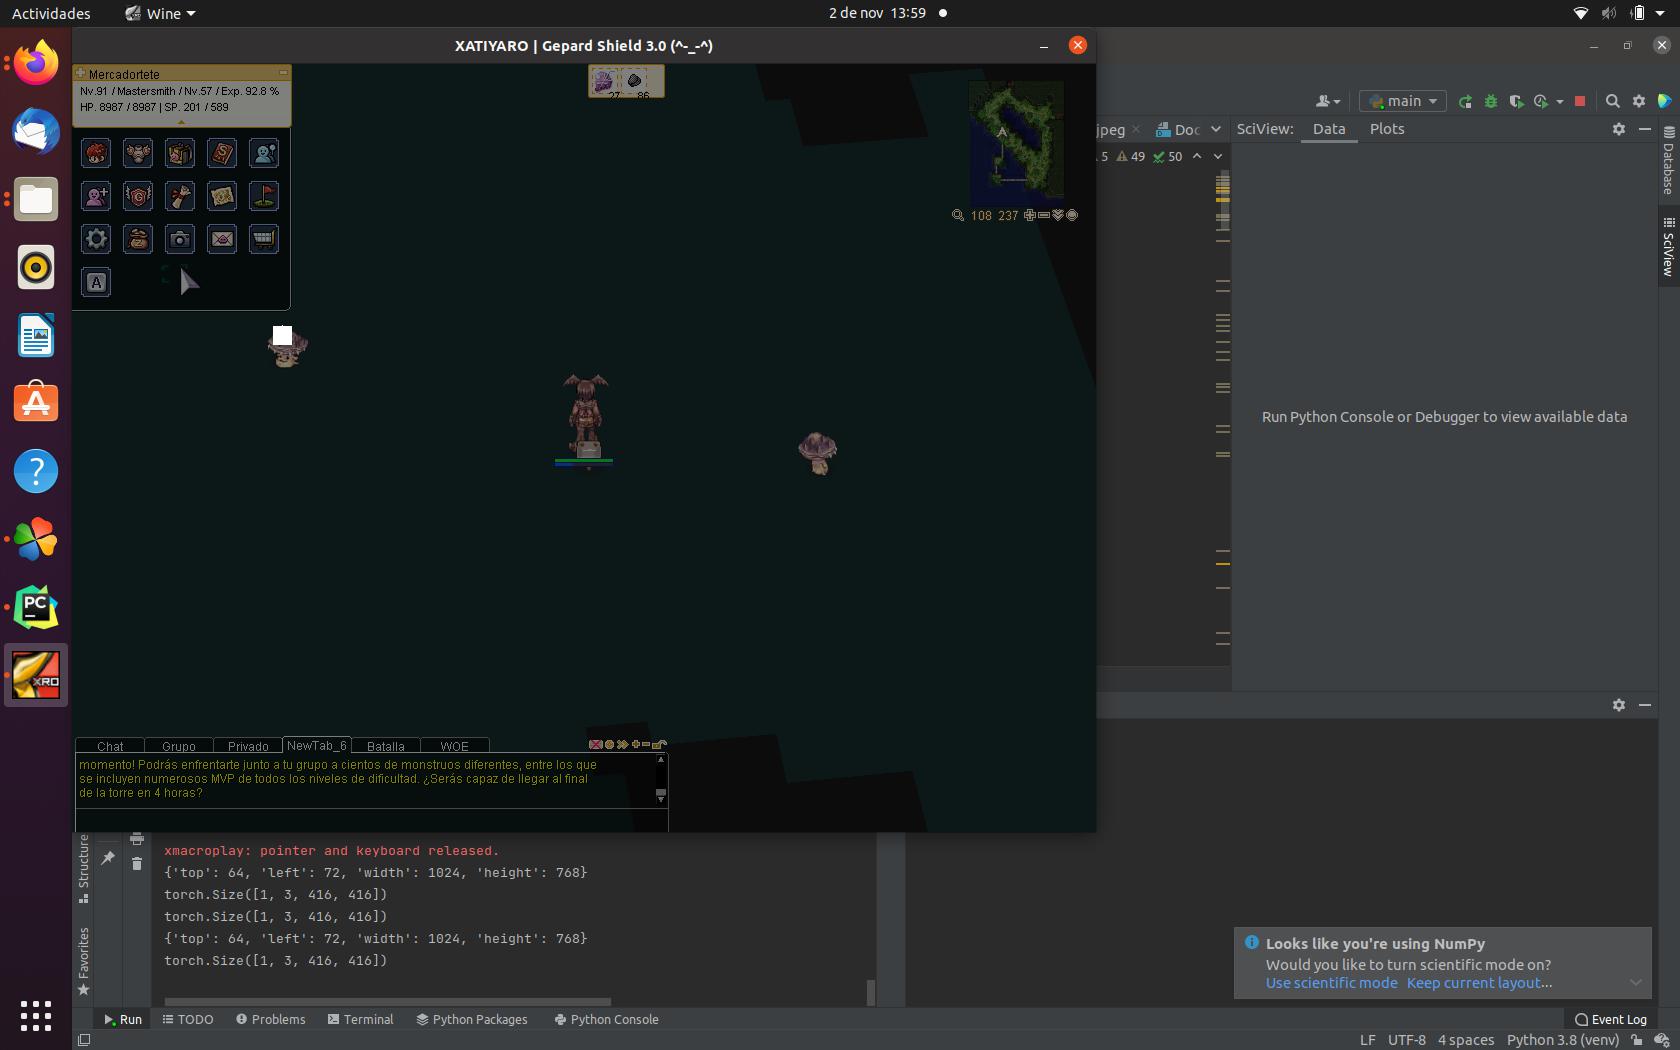 Actividades
Wine
2 de nov 13:59
XATIYARO | Gepard Shield 3.0 (^-_-^)
Mercadortete
Nv.91 / Mastersmith / Nv.57 / Exp. 92.8 %
HP. 8987 / 8987 | SP. 201 / 589
27 86
108 237
A
main
jpeg
Doc
SciView:
Data
Plots
5 49 50
Database
SciView
Run Python Console or Debugger to view available data
PC
XRO
Chat
Grupo
Privado
NewTab_6
Batalla
WOE
momento! Podrás enfrentarte junto a tu grupo a cientos de monstruos diferentes, entre los que
se incluyen numerosos MVP de todos los niveles de dificultad. ¿Serás capaz de llegar al final
de la torre en 4 horas?
Structure
Favorites
xmacroplay: pointer and keyboard released.
{'top': 64, 'left': 72, 'width': 1024, 'height': 768}
torch.Size([1, 3, 416, 416])
torch.Size([1, 3, 416, 416])
{'top': 64, 'left': 72, 'width': 1024, 'height': 768}
torch.Size([1, 3, 416, 416])
Looks like you're using NumPy
Would you like to turn scientific mode on?
Use scientific mode Keep current layout...
Run
TODO
Problems
Terminal
Python Packages
Python Console
Event Log
LF UTF-8 4 spaces Python 3.8 (venv)